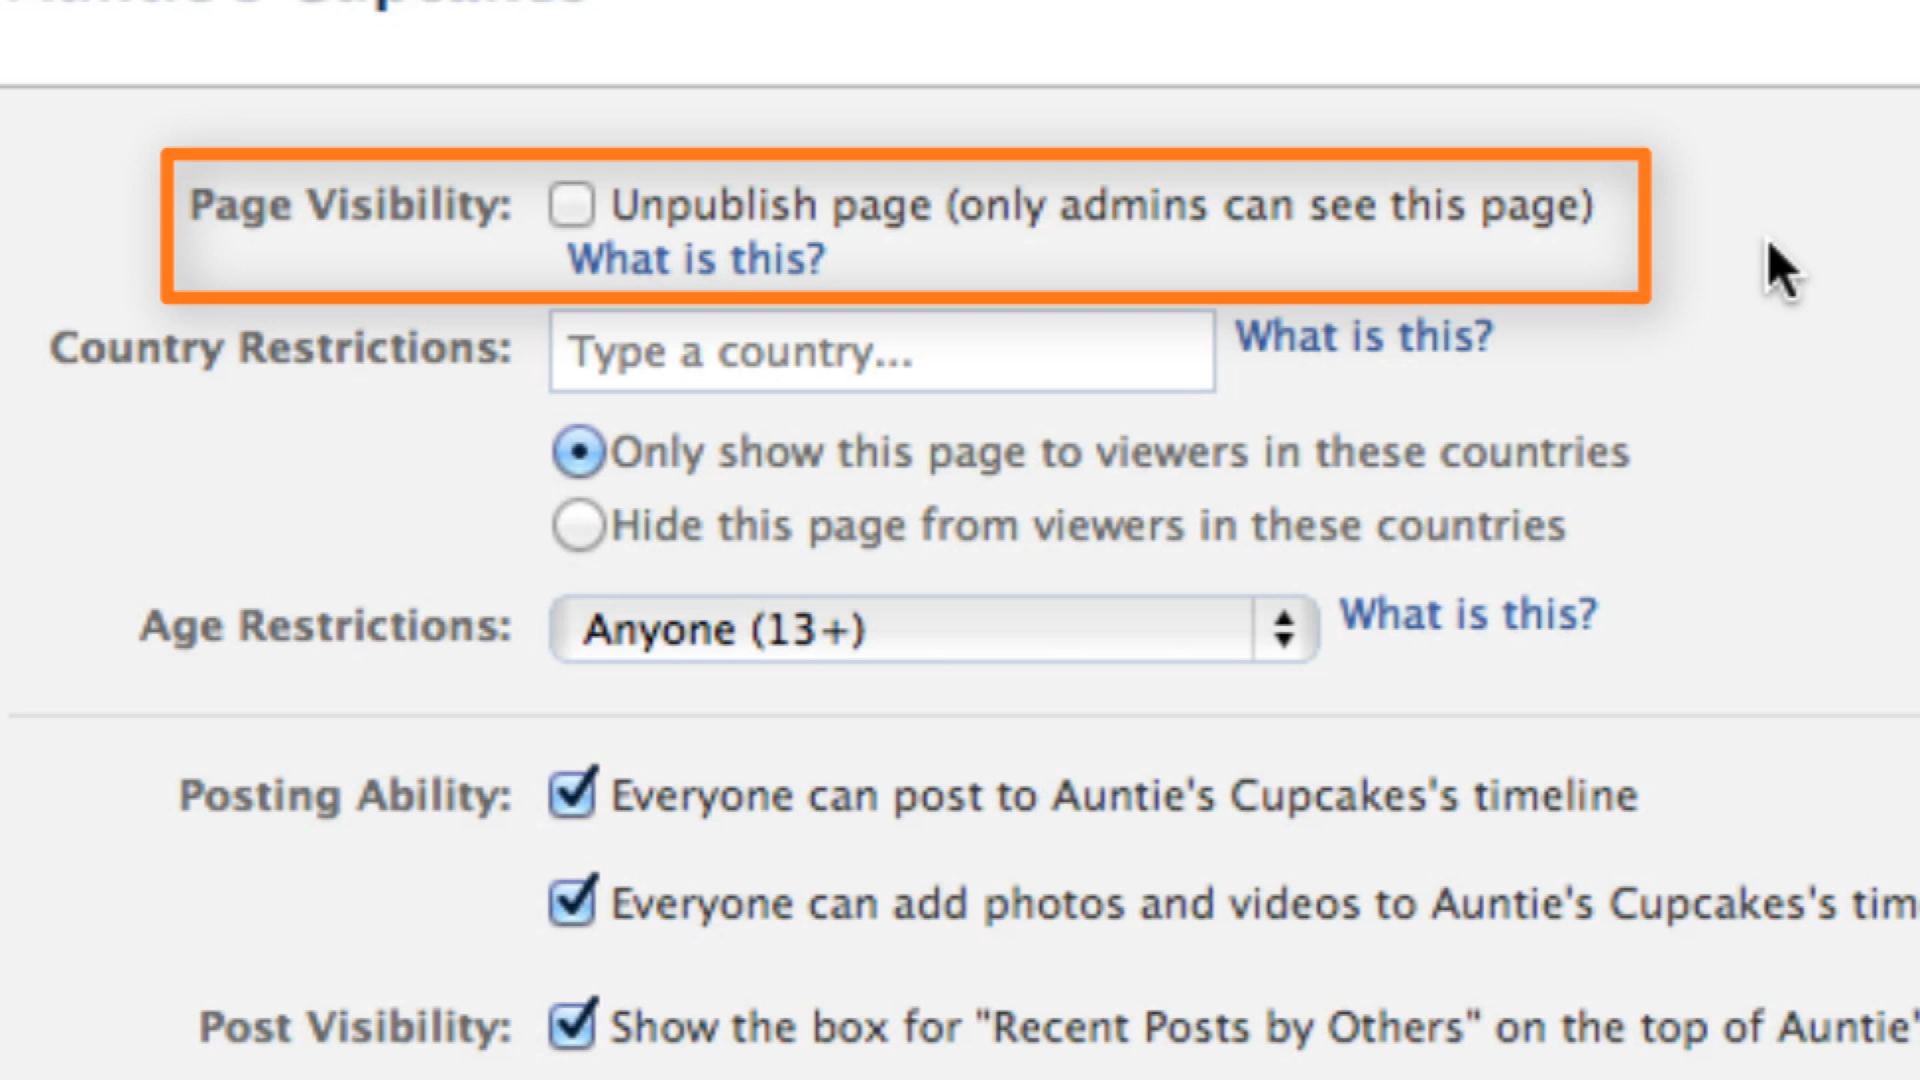 Page Visibility: Unpublish page (only admins can see this page)
What is this?
Country Restrictions: Type a country... What is this?
Only show this page to viewers in these countries
Hide this page from viewers in these countries
Age Restrictions: Anyone (13+) What is this?
Posting Ability: Everyone can post to Auntie's Cupcakes's timeline
Everyone can add photos and videos to Auntie's Cupcakes's tim
Post Visibility: Show the box for "Recent Posts by Others" on the top of Auntie'